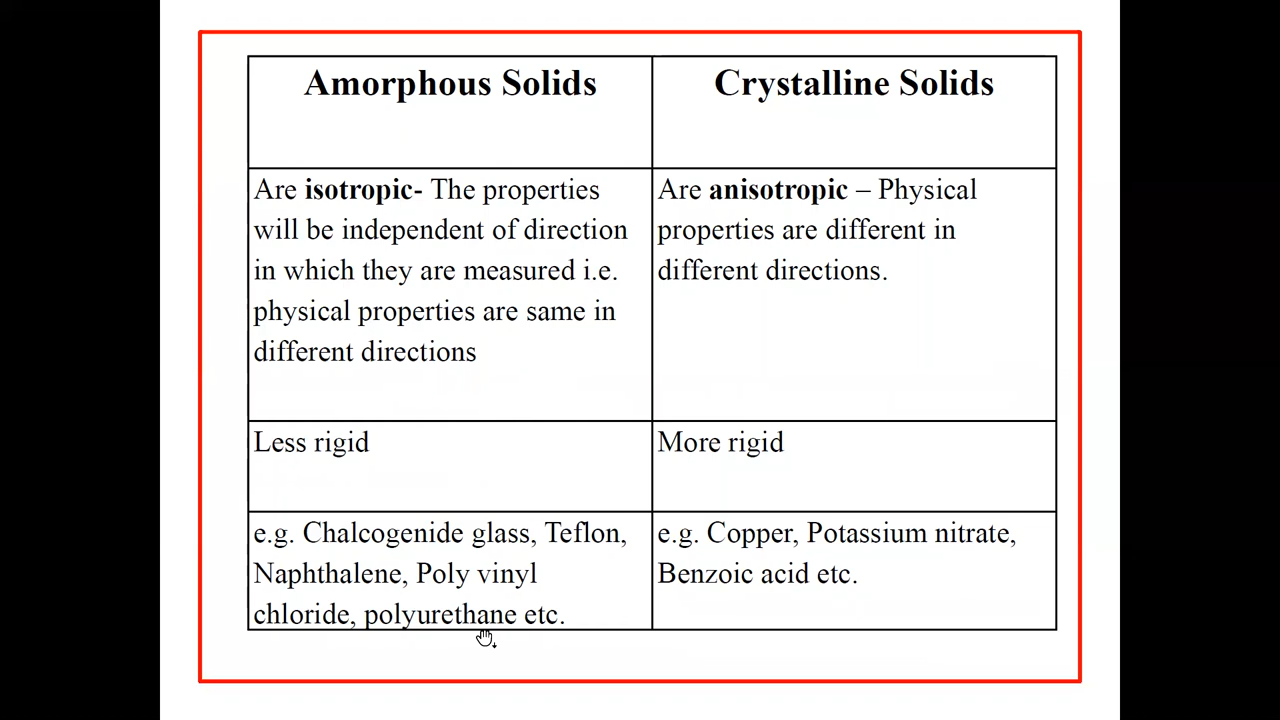 Amorphous Solids
Crystalline Solids
Are isotropic- The properties
will be independent of direction
in which they are measured i.e.
physical properties are same in
different directions
Are anisotropic – Physical
properties are different in
different directions.
Less rigid
More rigid
e.g. Chalcogenide glass, Teflon,
Naphthalene, Poly vinyl
chloride, polyurethane etc.
e.g. Copper, Potassium nitrate,
Benzoic acid etc.